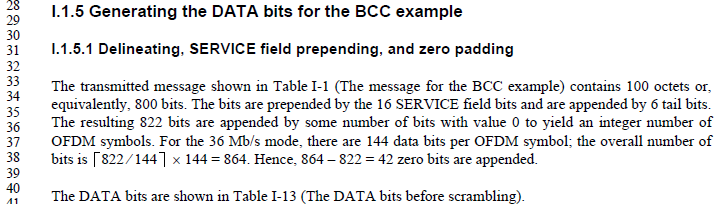 28
I.1.5 Generating the DATA bits for the BCC example
29
30
31 I.1.5.1 Delineating, SERVICE field prepending, and zero padding
32
33 The transmitted message shown in Table I-1 (The message for the BCC example) contains 100 octets or,
34 equivalently, 800 bits. The bits are prepended by the 16 SERVICE field bits and are appended by 6 tail bits.
35
36 The resulting 822 bits are appended by some number of bits with value 0 to yield an integer number of
37 OFDM symbols. For the 36 Mb/s mode, there are 144 data bits per OFDM symbol; the overall number of
38 bits is ⌈822/144⌉ × 144 = 864. Hence, 864 – 822 = 42 zero bits are appended.
39
40 The DATA bits are shown in Table I-13 (The DATA bits before scrambling).
41